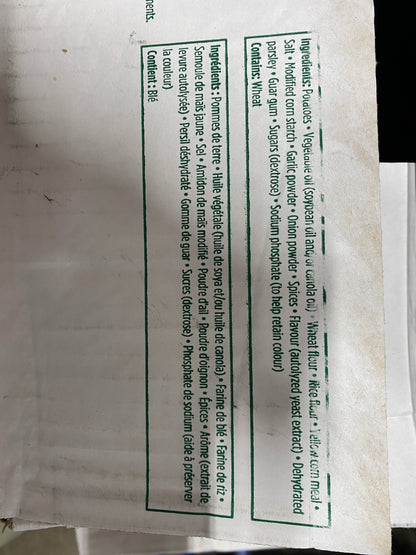 Ingredients: Potatoes • Vegetable oil (soybean oil and/or canola oil) • Wheat flour • Rice flour • Yellow corn meal •
Salt • Modified corn starch • Garlic powder • Onion powder • Spices • Flavour (autolyzed yeast extract) • Dehydrated
parsley • Guar gum • Sugars (dextrose) • Sodium phosphate (to help retain colour)
Contains: Wheat
Ingrédients : Pommes de terre • Huile végétale (huile de soya et/ou huile de canola) • Farine de blé • Farine de riz •
Semoule de maïs jaune • Sel • Amidon de maïs modifié • Poudre d'ail • Poudre d'oignon • Épices • Arôme (extrait de
levure autolysée) • Persil déshydraté • Gomme de guar • Sucres (dextrose) • Phosphate de sodium (aide à préserver
la couleur)
Contient : Blé